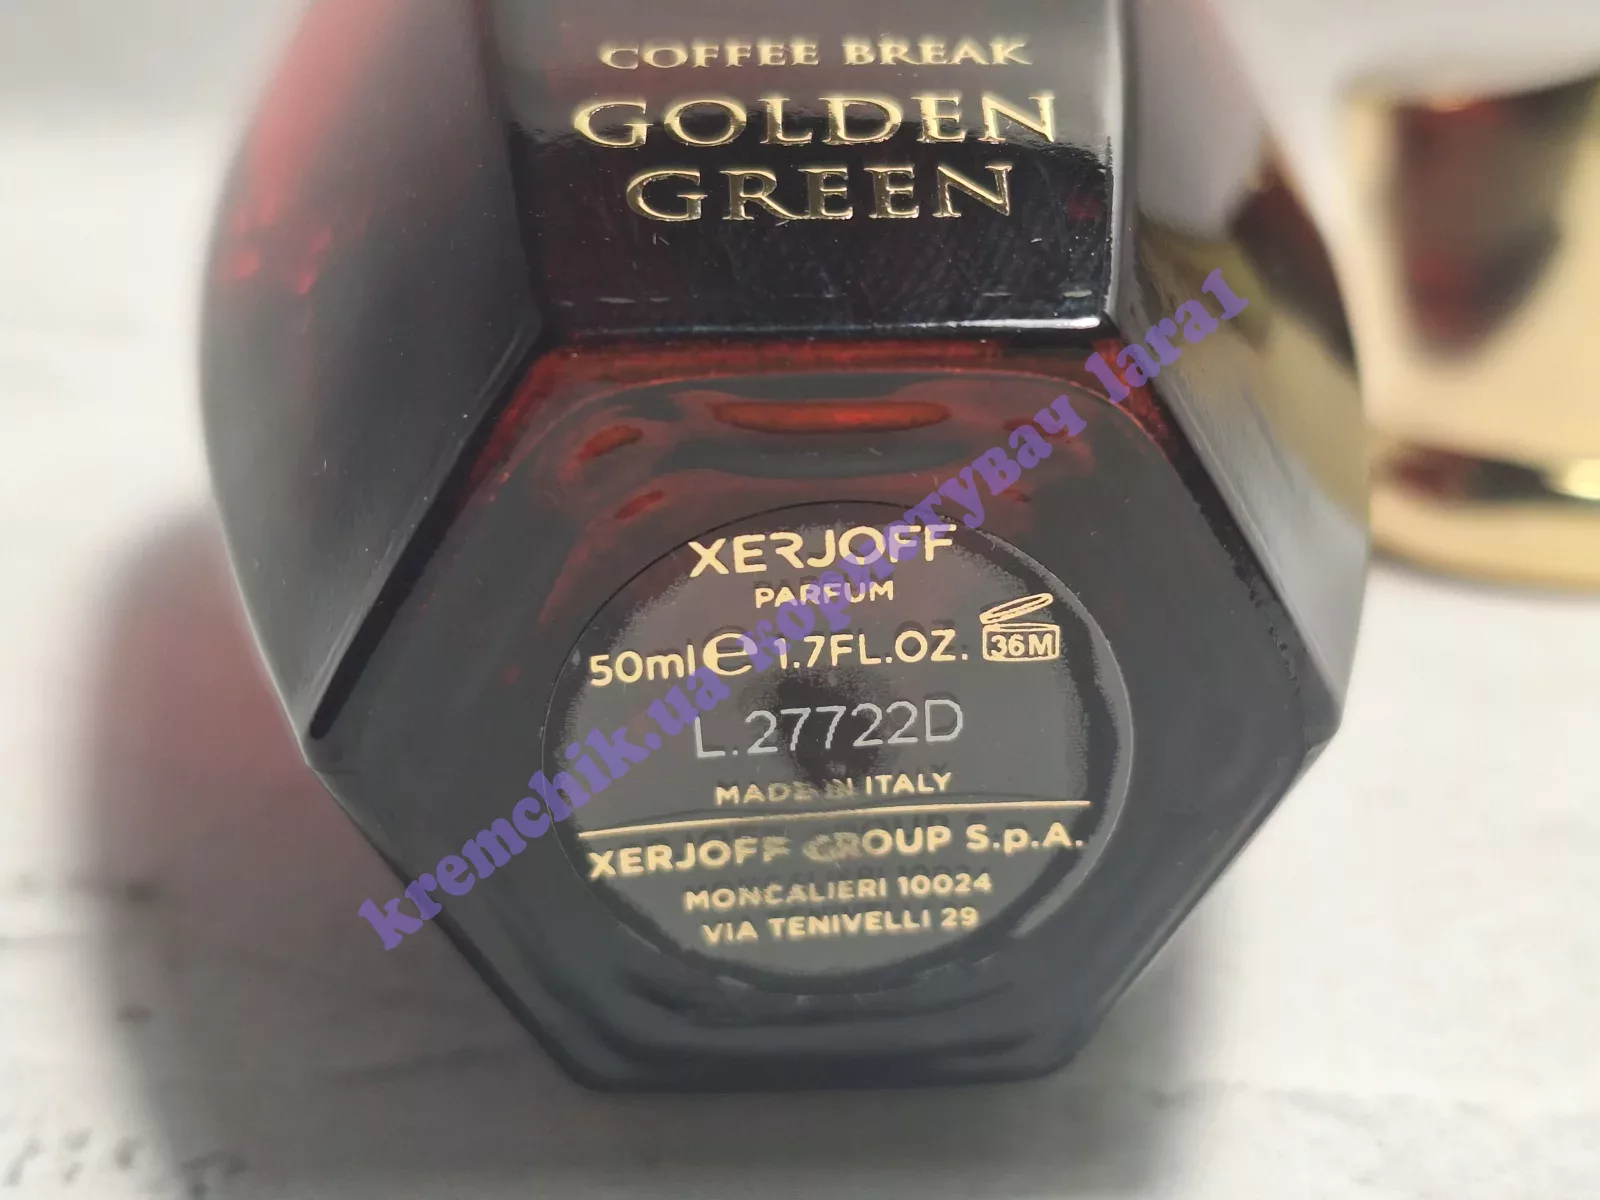 COFFEE BREAK
GOLDEN
GREEN
XERJOFF
PARFUM
50ml e 1.7FL.OZ. 36M
L.27722D
MADE IN ITALY
XERJOFF GROUP S.p.A.
MONCALIERI 10024
VIA TENIVELLI 29
kremchik.ua користувач lara1